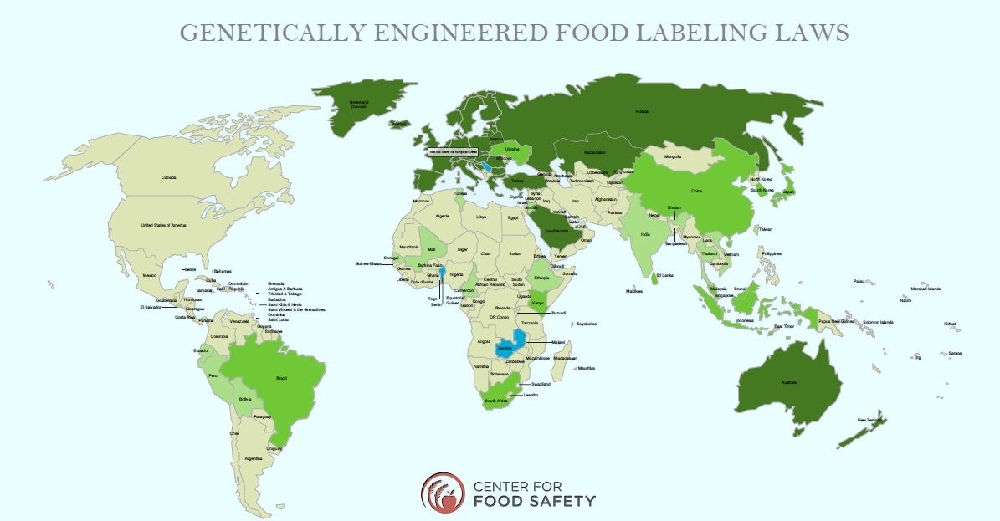 GENETICALLY ENGINEERED FOOD LABELING LAWS
Greenland
(Denmark)
Iceland
Russia
Canada
United States of America
Mexico
Belize
Bahamas
Cuba
Jamaica
Haiti
Dominican
Republic
Guatemala
El Salvador
Honduras
Nicaragua
Costa Rica
Panama
Grenada
Antigua & Barbuda
Trinidad & Tobago
Barbados
Saint Kitts & Nevis
Saint Vincent & the Grenadines
Dominica
Saint Lucia
Venezuela
Guyana
Suriname
Colombia
Ecuador
Peru
Brazil
Bolivia
Paraguay
Chile
Argentina
Uruguay
Belarus
Ukraine
Moldova
Kazakhstan
Mongolia
Georgia
Armenia
Azerbaijan
Turkey
Uzbekistan
Turkmenistan
Kyrgyzstan
Tajikistan
China
North Korea
South Korea
Japan
Cyprus
Syria
Lebanon
Israel
Jordan
Iraq
Iran
Kuwait
Bahrain
Qatar
U.A.E.
Saudi Arabia
Oman
Yemen
Afghanistan
Pakistan
Nepal
Bhutan
India
Bangladesh
Myanmar
Laos
Thailand
Vietnam
Cambodia
Taiwan
Philippines
Sri Lanka
Maldives
Malaysia
Brunei
Singapore
Indonesia
East Timor
Papua New Guinea
Palau
Marshall Islands
Nauru
Solomon Islands
Kiribati
Samoa
Fiji
Australia
New Zealand
Morocco
Algeria
Tunisia
Libya
Egypt
Mauritania
Mali
Niger
Chad
Sudan
Eritrea
Djibouti
Senegal
Guinea-Bissau
Guinea
Liberia
Cote d'Ivoire
Burkina Faso
Ghana
Togo
Benin
Nigeria
Cameroon
Equatorial
Guinea
Gabon
Congo
Central
African Republic
South
Sudan
Ethiopia
Somalia
Uganda
Kenya
Rwanda
Burundi
DR Congo
Tanzania
Seychelles
Angola
Zambia
Malawi
Mozambique
Madagascar
Mauritius
Zimbabwe
Namibia
Botswana
Swaziland
Lesotho
South Africa
CENTER FOR
FOOD SAFETY